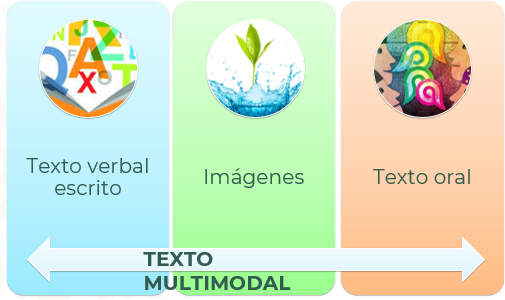 Texto verbal
escrito
Imágenes
Texto oral
TEXTO
MULTIMODAL